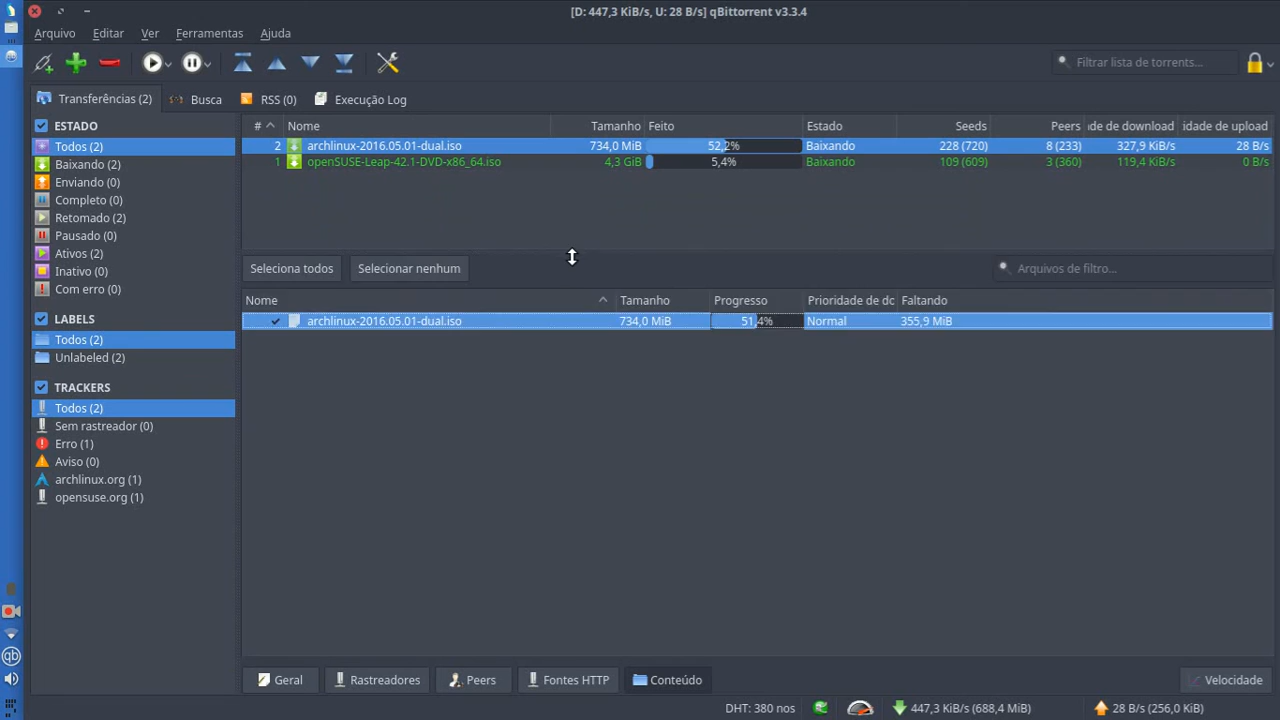 [D: 447,3 KiB/s, U: 28 B/s] qBittorrent v3.3.4
Arquivo Editar Ver Ferramentas Ajuda
Filtrar lista de torrents...
Transferências (2) Busca RSS (0) Execução Log
ESTADO
Todos (2)
Baixando (2)
Enviando (0)
Completo (0)
Retomado (2)
Pausado (0)
Ativos (2)
Inativo (0)
Com erro (0)
LABELS
Todos (2)
Unlabeled (2)
TRACKERS
Todos (2)
Sem rastreador (0)
Erro (1)
Aviso (0)
archlinux.org (1)
opensuse.org (1)
# Nome Tamanho Feito Estado Seeds Peers de de download idade de upload
2 archlinux-2016.05.01-dual.iso 734,0 MiB 52,2% Baixando 228 (720) 8 (233) 327,9 KiB/s 28 B/s
1 openSUSE-Leap-42.1-DVD-x86_64.iso 4,3 GiB 5,4% Baixando 109 (609) 3 (360) 119,4 KiB/s 0 B/s
Seleciona todos Selecionar nenhum Arquivos de filtro...
Nome Tamanho Progresso Prioridade de dc Faltando
archlinux-2016.05.01-dual.iso 734,0 MiB 51,4% Normal 355,9 MiB
Geral Rastreadores Peers Fontes HTTP Conteúdo Velocidade
DHT: 380 nos 447,3 KiB/s (688,4 MiB) 28 B/s (256,0 KiB)
qb